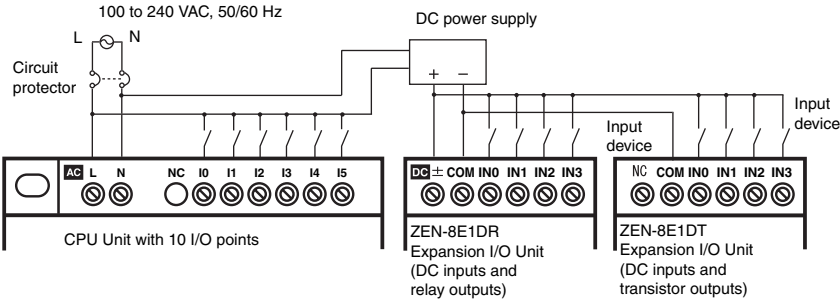 100 to 240 VAC, 50/60 Hz
L N
Circuit
protector
DC power supply
+ −
Input
device
Input
device
AC L N NC I0 I1 I2 I3 I4 I5
DC ± COM IN0 IN1 IN2 IN3
NC COM IN0 IN1 IN2 IN3
CPU Unit with 10 I/O points
ZEN-8E1DR
Expansion I/O Unit
(DC inputs and
relay outputs)
ZEN-8E1DT
Expansion I/O Unit
(DC inputs and
transistor outputs)